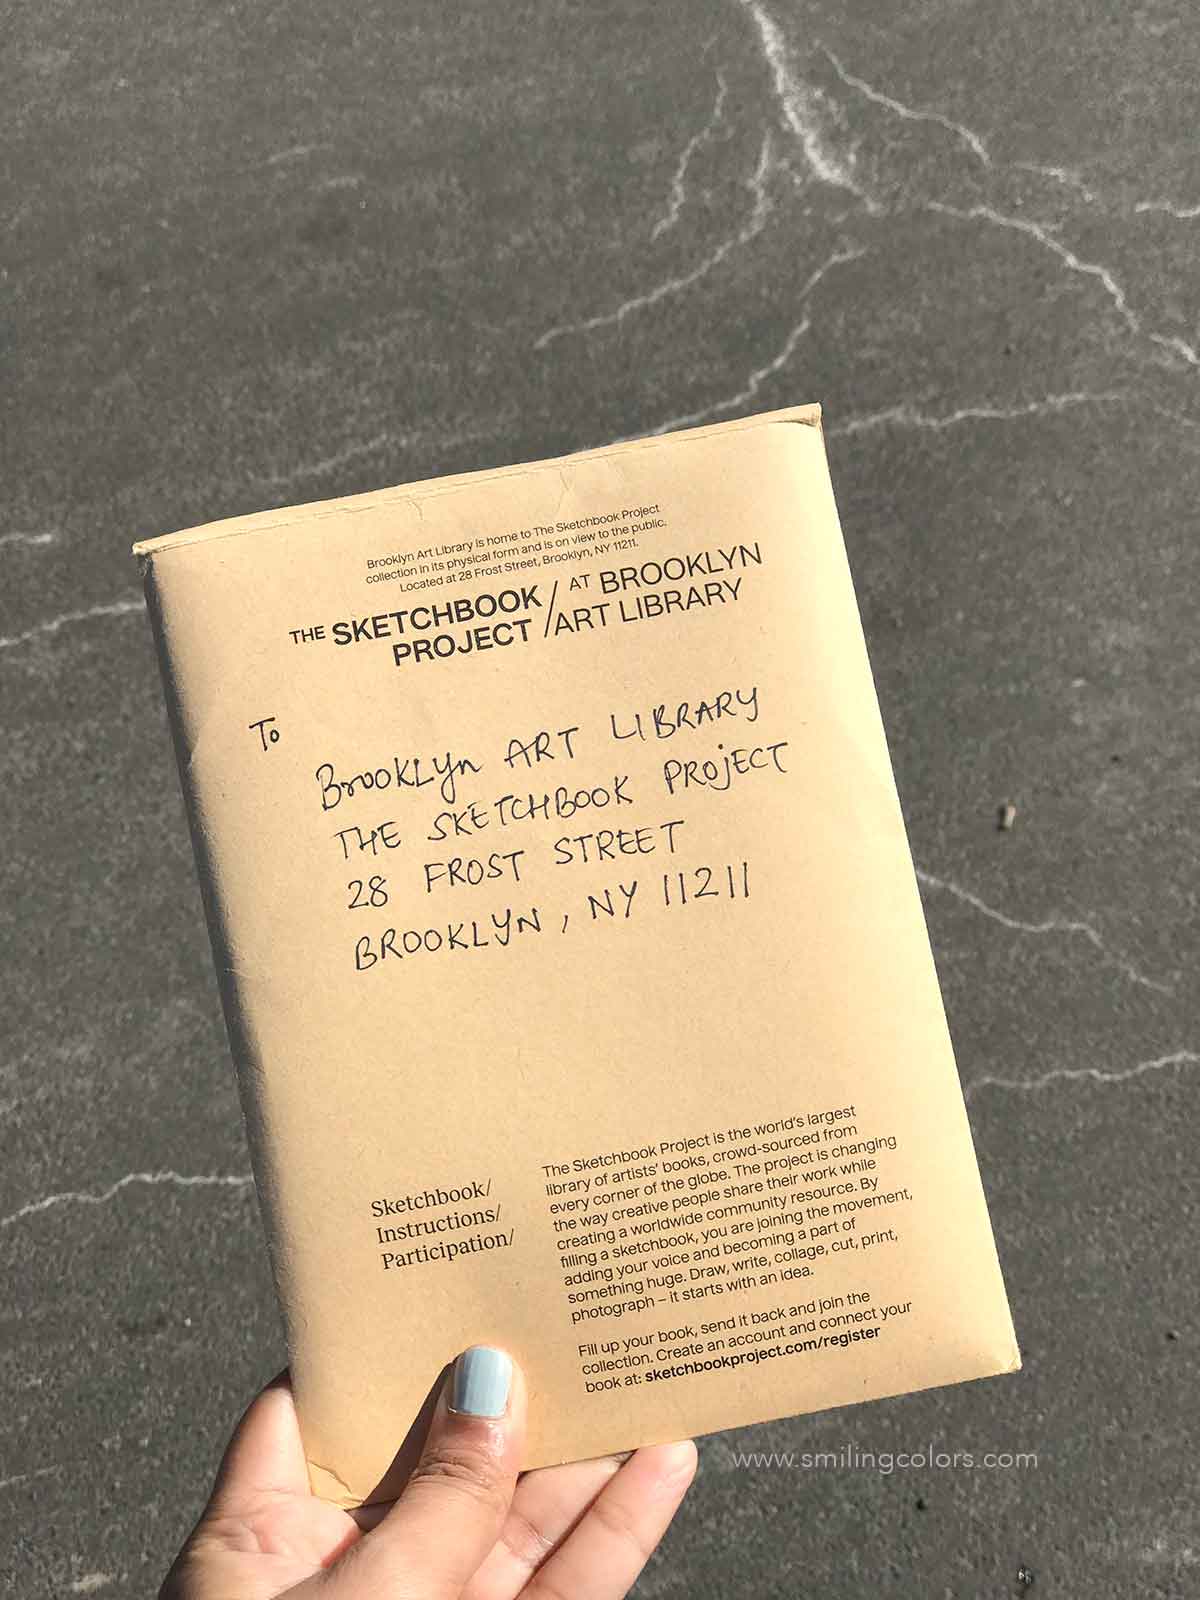 Brooklyn Art Library is home to The Sketchbook Project
collection in its physical form and is on view to the public.
Located at 28 Frost Street, Brooklyn, NY 11211.
THE SKETCHBOOK / AT BROOKLYN
PROJECT / ART LIBRARY
To
BrooKLyn ART LIBRARY
THE SKETCHBOOK PROjECT
28 FROST STREET
BROOKLYN, NY 11211
Sketchbook/
Instructions/
Participation/
The Sketchbook Project is the world's largest
library of artists' books, crowd-sourced from
every corner of the globe. The project is changing
the way creative people share their work while
creating a worldwide community resource. By
filling a sketchbook, you are joining the movement,
adding your voice and becoming a part of
something huge. Draw, write, collage, cut, print,
photograph – it starts with an idea.
Fill up your book, send it back and join the
collection. Create an account and connect your
book at: sketchbookproject.com/register
www.smilingcolors.com